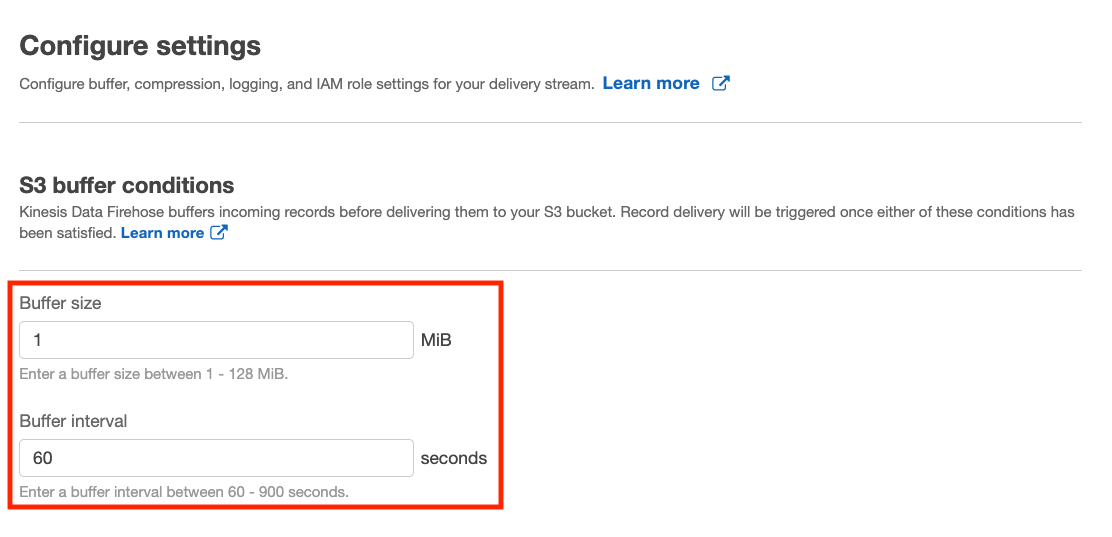 Configure settings
Configure buffer, compression, logging, and IAM role settings for your delivery stream. Learn more
S3 buffer conditions
Kinesis Data Firehose buffers incoming records before delivering them to your S3 bucket. Record delivery will be triggered once either of these conditions has
been satisfied. Learn more
Buffer size
1 MiB
Enter a buffer size between 1 - 128 MiB.
Buffer interval
60 seconds
Enter a buffer interval between 60 - 900 seconds.